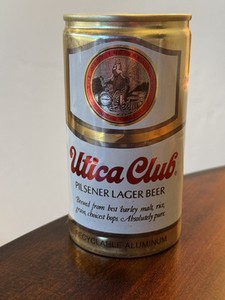 Utica Club.
PILSENER LAGER BEER
Brewed from best barley malt, rice,
grain, choicest hops. Absolutely pure.
RECYCLABLE ALUMINUM